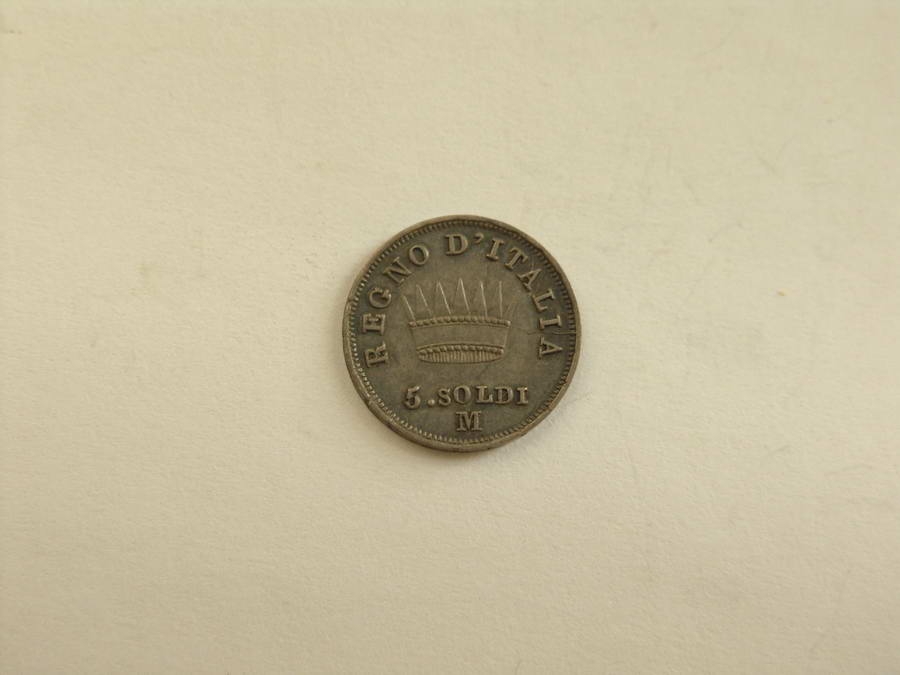 REGNO D'ITALIA
5.SOLDI
M